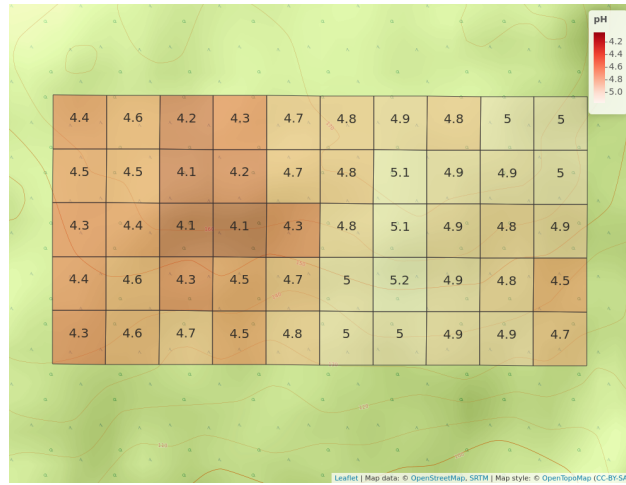 pH
4.2
4.4
4.6
4.8
5.0
4.4 4.6 4.2 4.3 4.7 4.8 4.9 4.8 5 5
4.5 4.5 4.1 4.2 4.7 4.8 5.1 4.9 4.9 5
4.3 4.4 4.1 4.1 4.3 4.8 5.1 4.9 4.8 4.9
4.4 4.6 4.3 4.5 4.7 5 5.2 4.9 4.8 4.5
4.3 4.6 4.7 4.5 4.8 5 5 4.9 4.9 4.7
Leaflet | Map data: © OpenStreetMap, SRTM | Map style: © OpenTopoMap (CC-BY-SA